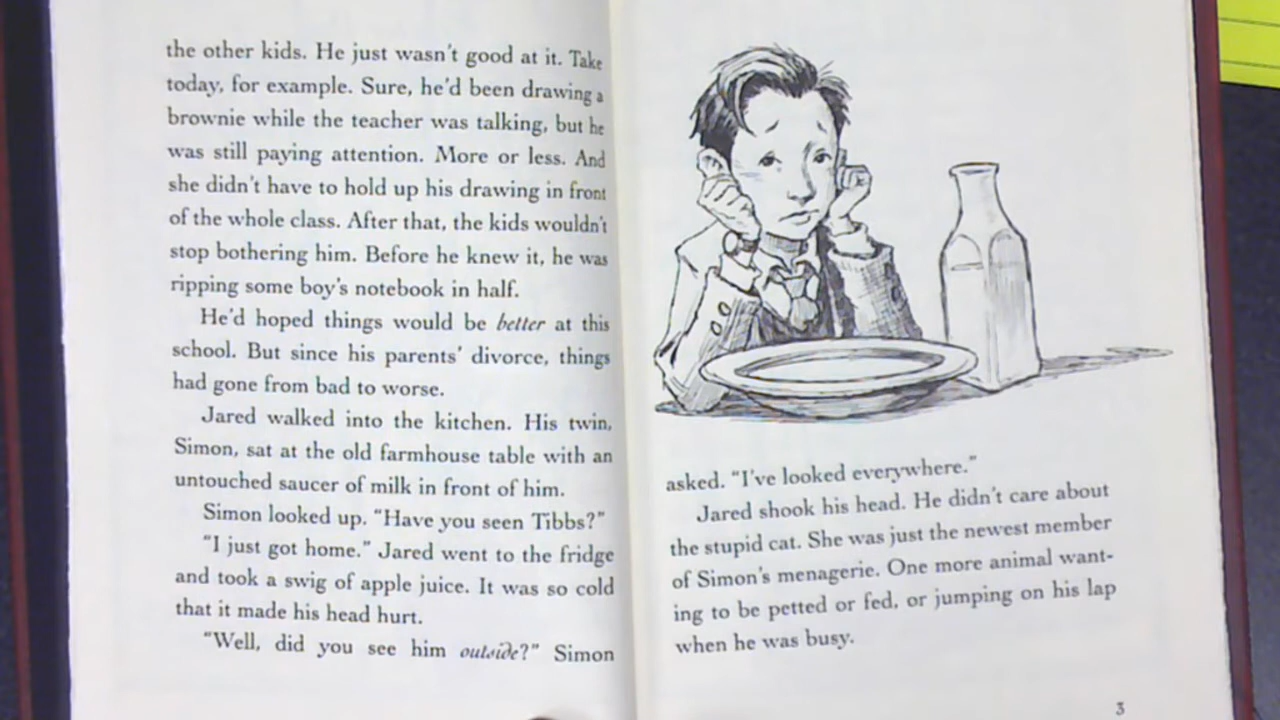 the other kids. He just wasn't good at it. Take
today, for example. Sure, he'd been drawing a
brownie while the teacher was talking, but he
was still paying attention. More or less. And
she didn't have to hold up his drawing in front
of the whole class. After that, the kids wouldn't
stop bothering him. Before he knew it, he was
ripping some boy's notebook in half.
He'd hoped things would be better at this
school. But since his parents' divorce, things
had gone from bad to worse.
Jared walked into the kitchen. His twin,
Simon, sat at the old farmhouse table with an
untouched saucer of milk in front of him.
Simon looked up. "Have you seen Tibbs?"
"I just got home." Jared went to the fridge
and took a swig of apple juice. It was so cold
that it made his head hurt.
"Well, did you see him outside?" Simon
asked. "I've looked everywhere."
Jared shook his head. He didn't care about
the stupid cat. She was just the newest member
of Simon's menagerie. One more animal want-
ing to be petted or fed, or jumping on his lap
when he was busy.
3